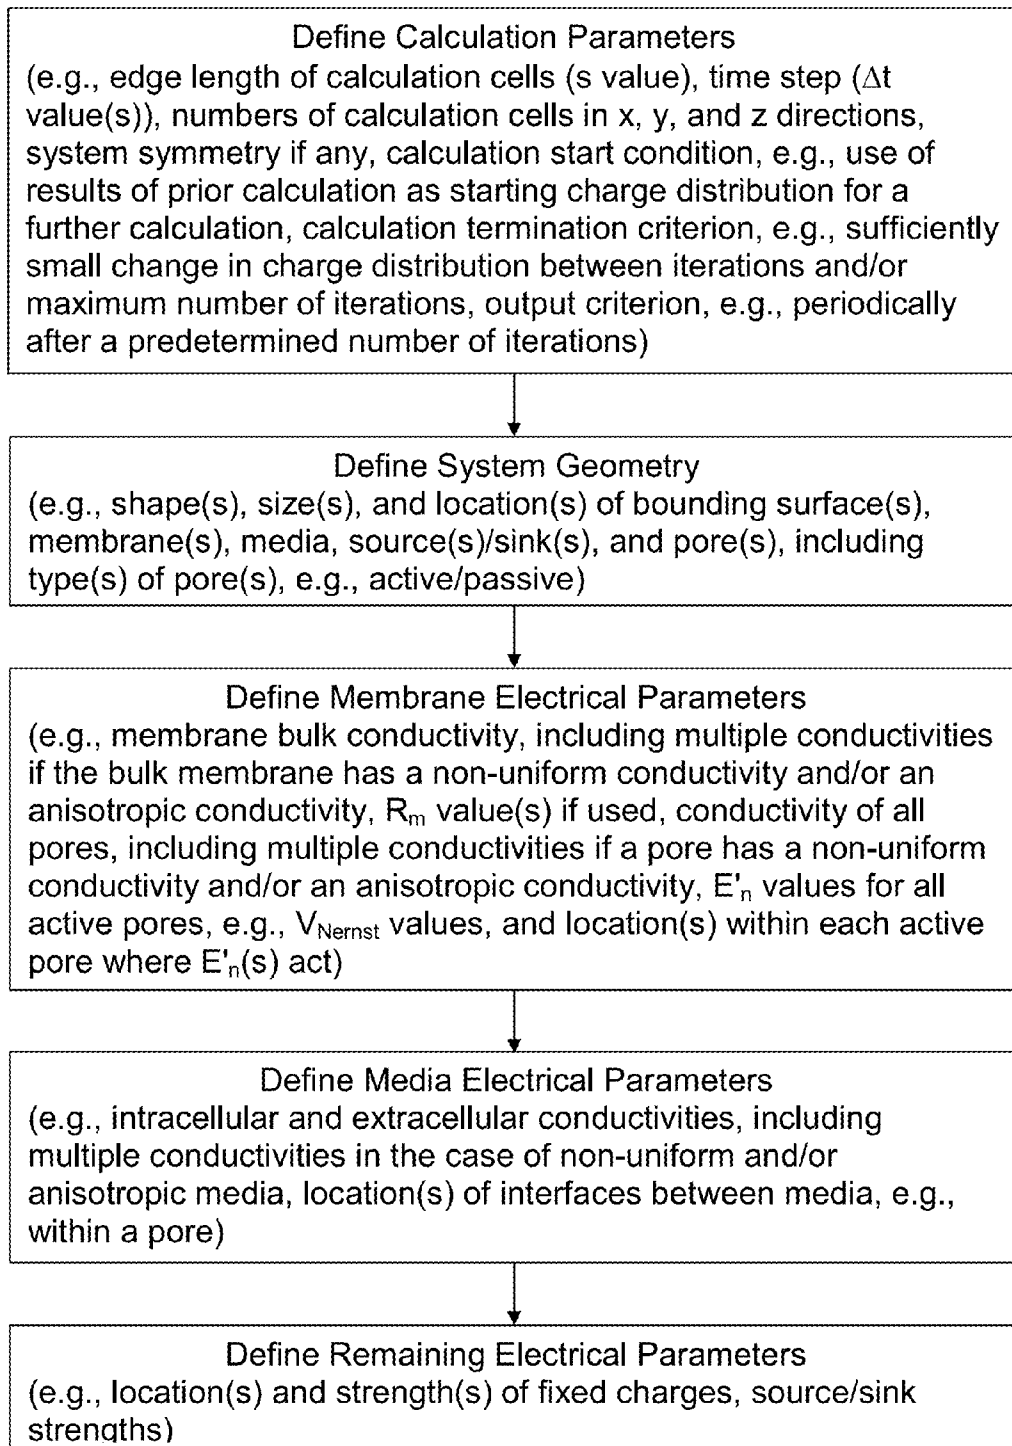 Define Calculation Parameters
(e.g., edge length of calculation cells (s value), time step (Δt
value(s)), numbers of calculation cells in x, y, and z directions,
system symmetry if any, calculation start condition, e.g., use of
results of prior calculation as starting charge distribution for a
further calculation, calculation termination criterion, e.g., sufficiently
small change in charge distribution between iterations and/or
maximum number of iterations, output criterion, e.g., periodically
after a predetermined number of iterations)
Define System Geometry
(e.g., shape(s), size(s), and location(s) of bounding surface(s),
membrane(s), media, source(s)/sink(s), and pore(s), including
type(s) of pore(s), e.g., active/passive)
Define Membrane Electrical Parameters
(e.g., membrane bulk conductivity, including multiple conductivities
if the bulk membrane has a non-uniform conductivity and/or an
anisotropic conductivity, Rm value(s) if used, conductivity of all
pores, including multiple conductivities if a pore has a non-uniform
conductivity and/or an anisotropic conductivity, E'n values for all
active pores, e.g., VNernst values, and location(s) within each active
pore where E'n(s) act)
Define Media Electrical Parameters
(e.g., intracellular and extracellular conductivities, including
multiple conductivities in the case of non-uniform and/or
anisotropic media, location(s) of interfaces between media, e.g.,
within a pore)
Define Remaining Electrical Parameters
(e.g., location(s) and strength(s) of fixed charges, source/sink
strengths)